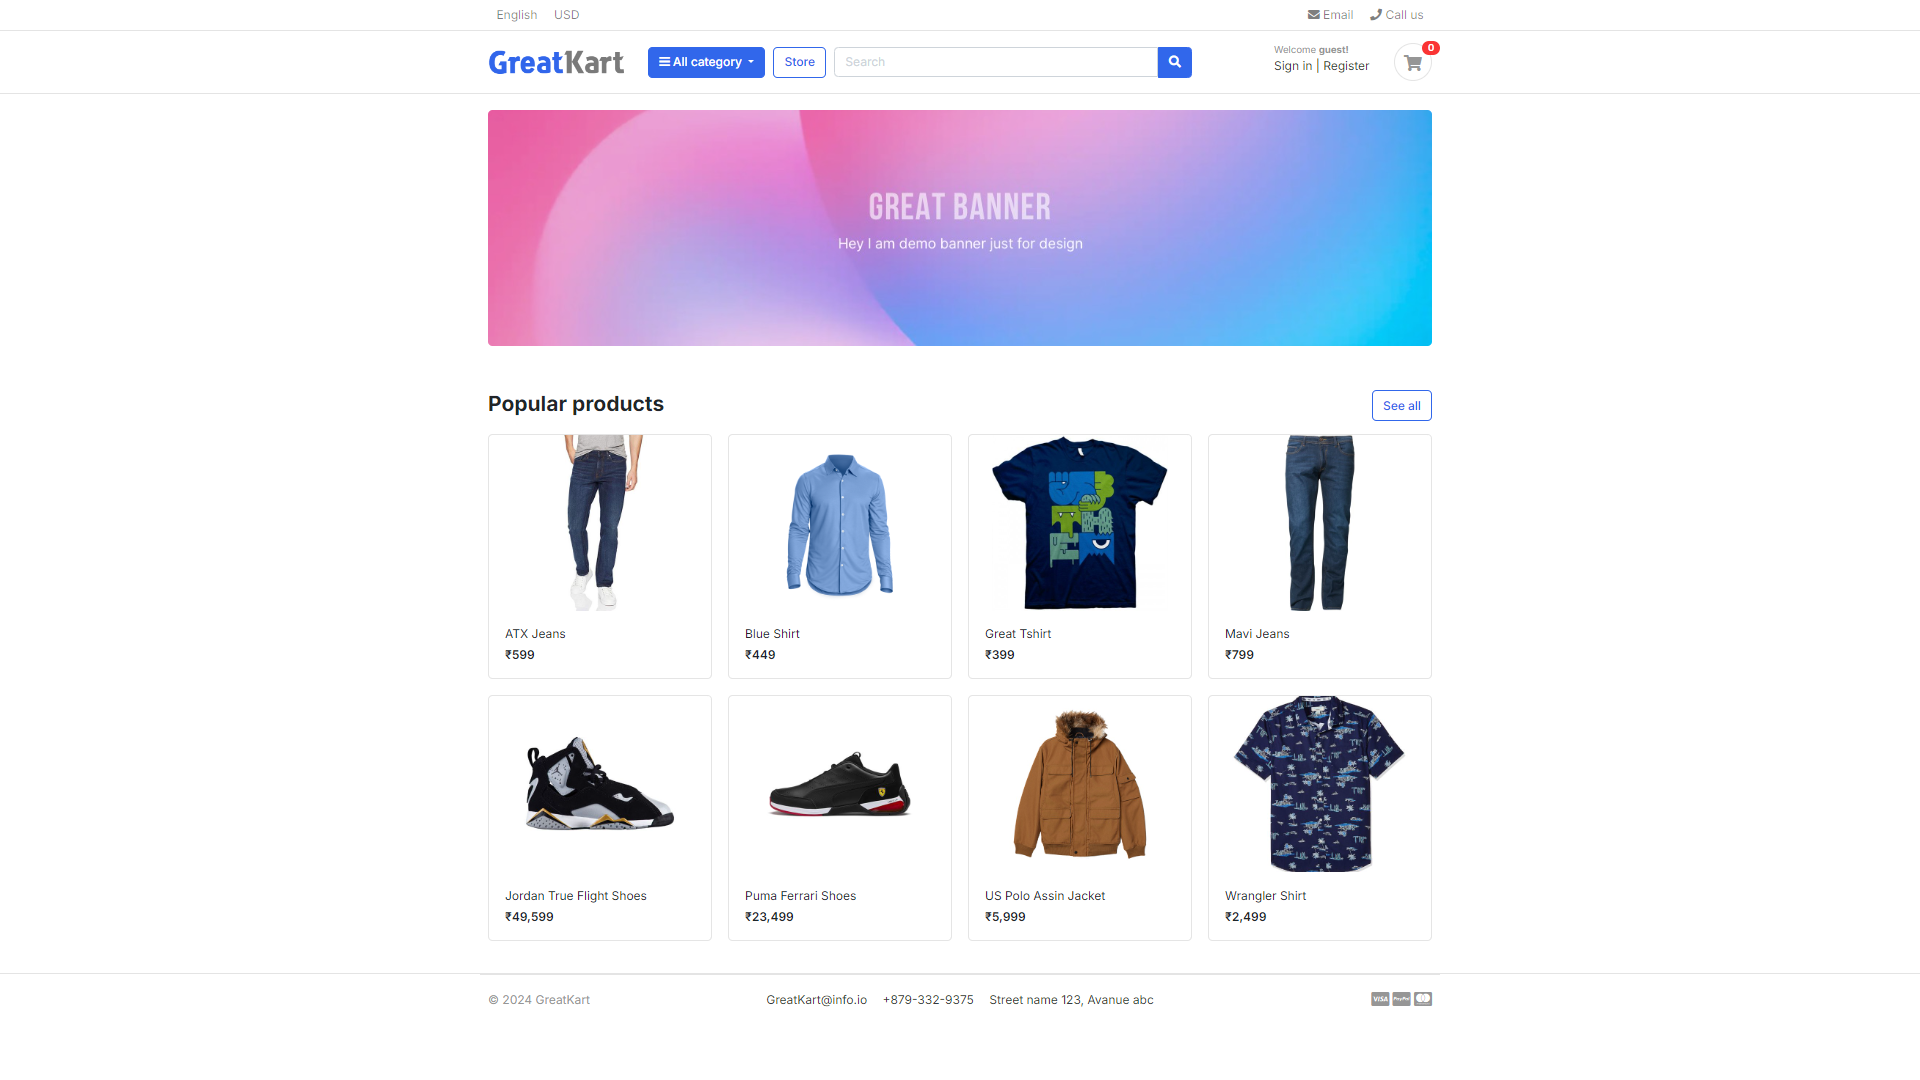 English USD Email Call us
GreatKart All category Store Search Welcome guest! 0
Sign in | Register
GREAT BANNER
Hey I am demo banner just for design
Popular products See all
ATX Jeans
₹599
Blue Shirt
₹449
Great Tshirt
₹399
Mavi Jeans
₹799
Jordan True Flight Shoes
₹49,599
Puma Ferrari Shoes
₹23,499
US Polo Assin Jacket
₹5,999
Wrangler Shirt
₹2,499
© 2024 GreatKart GreatKart@info.io +879-332-9375 Street name 123, Avanue abc VISA PayPal